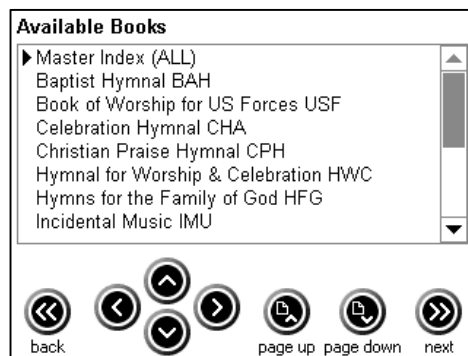 Available Books
Master Index (ALL)
Baptist Hymnal BAH
Book of Worship for US Forces USF
Celebration Hymnal CHA
Christian Praise Hymnal CPH
Hymnal for Worship & Celebration HWC
Hymns for the Family of God HFG
Incidental Music IMU
back page up page down next